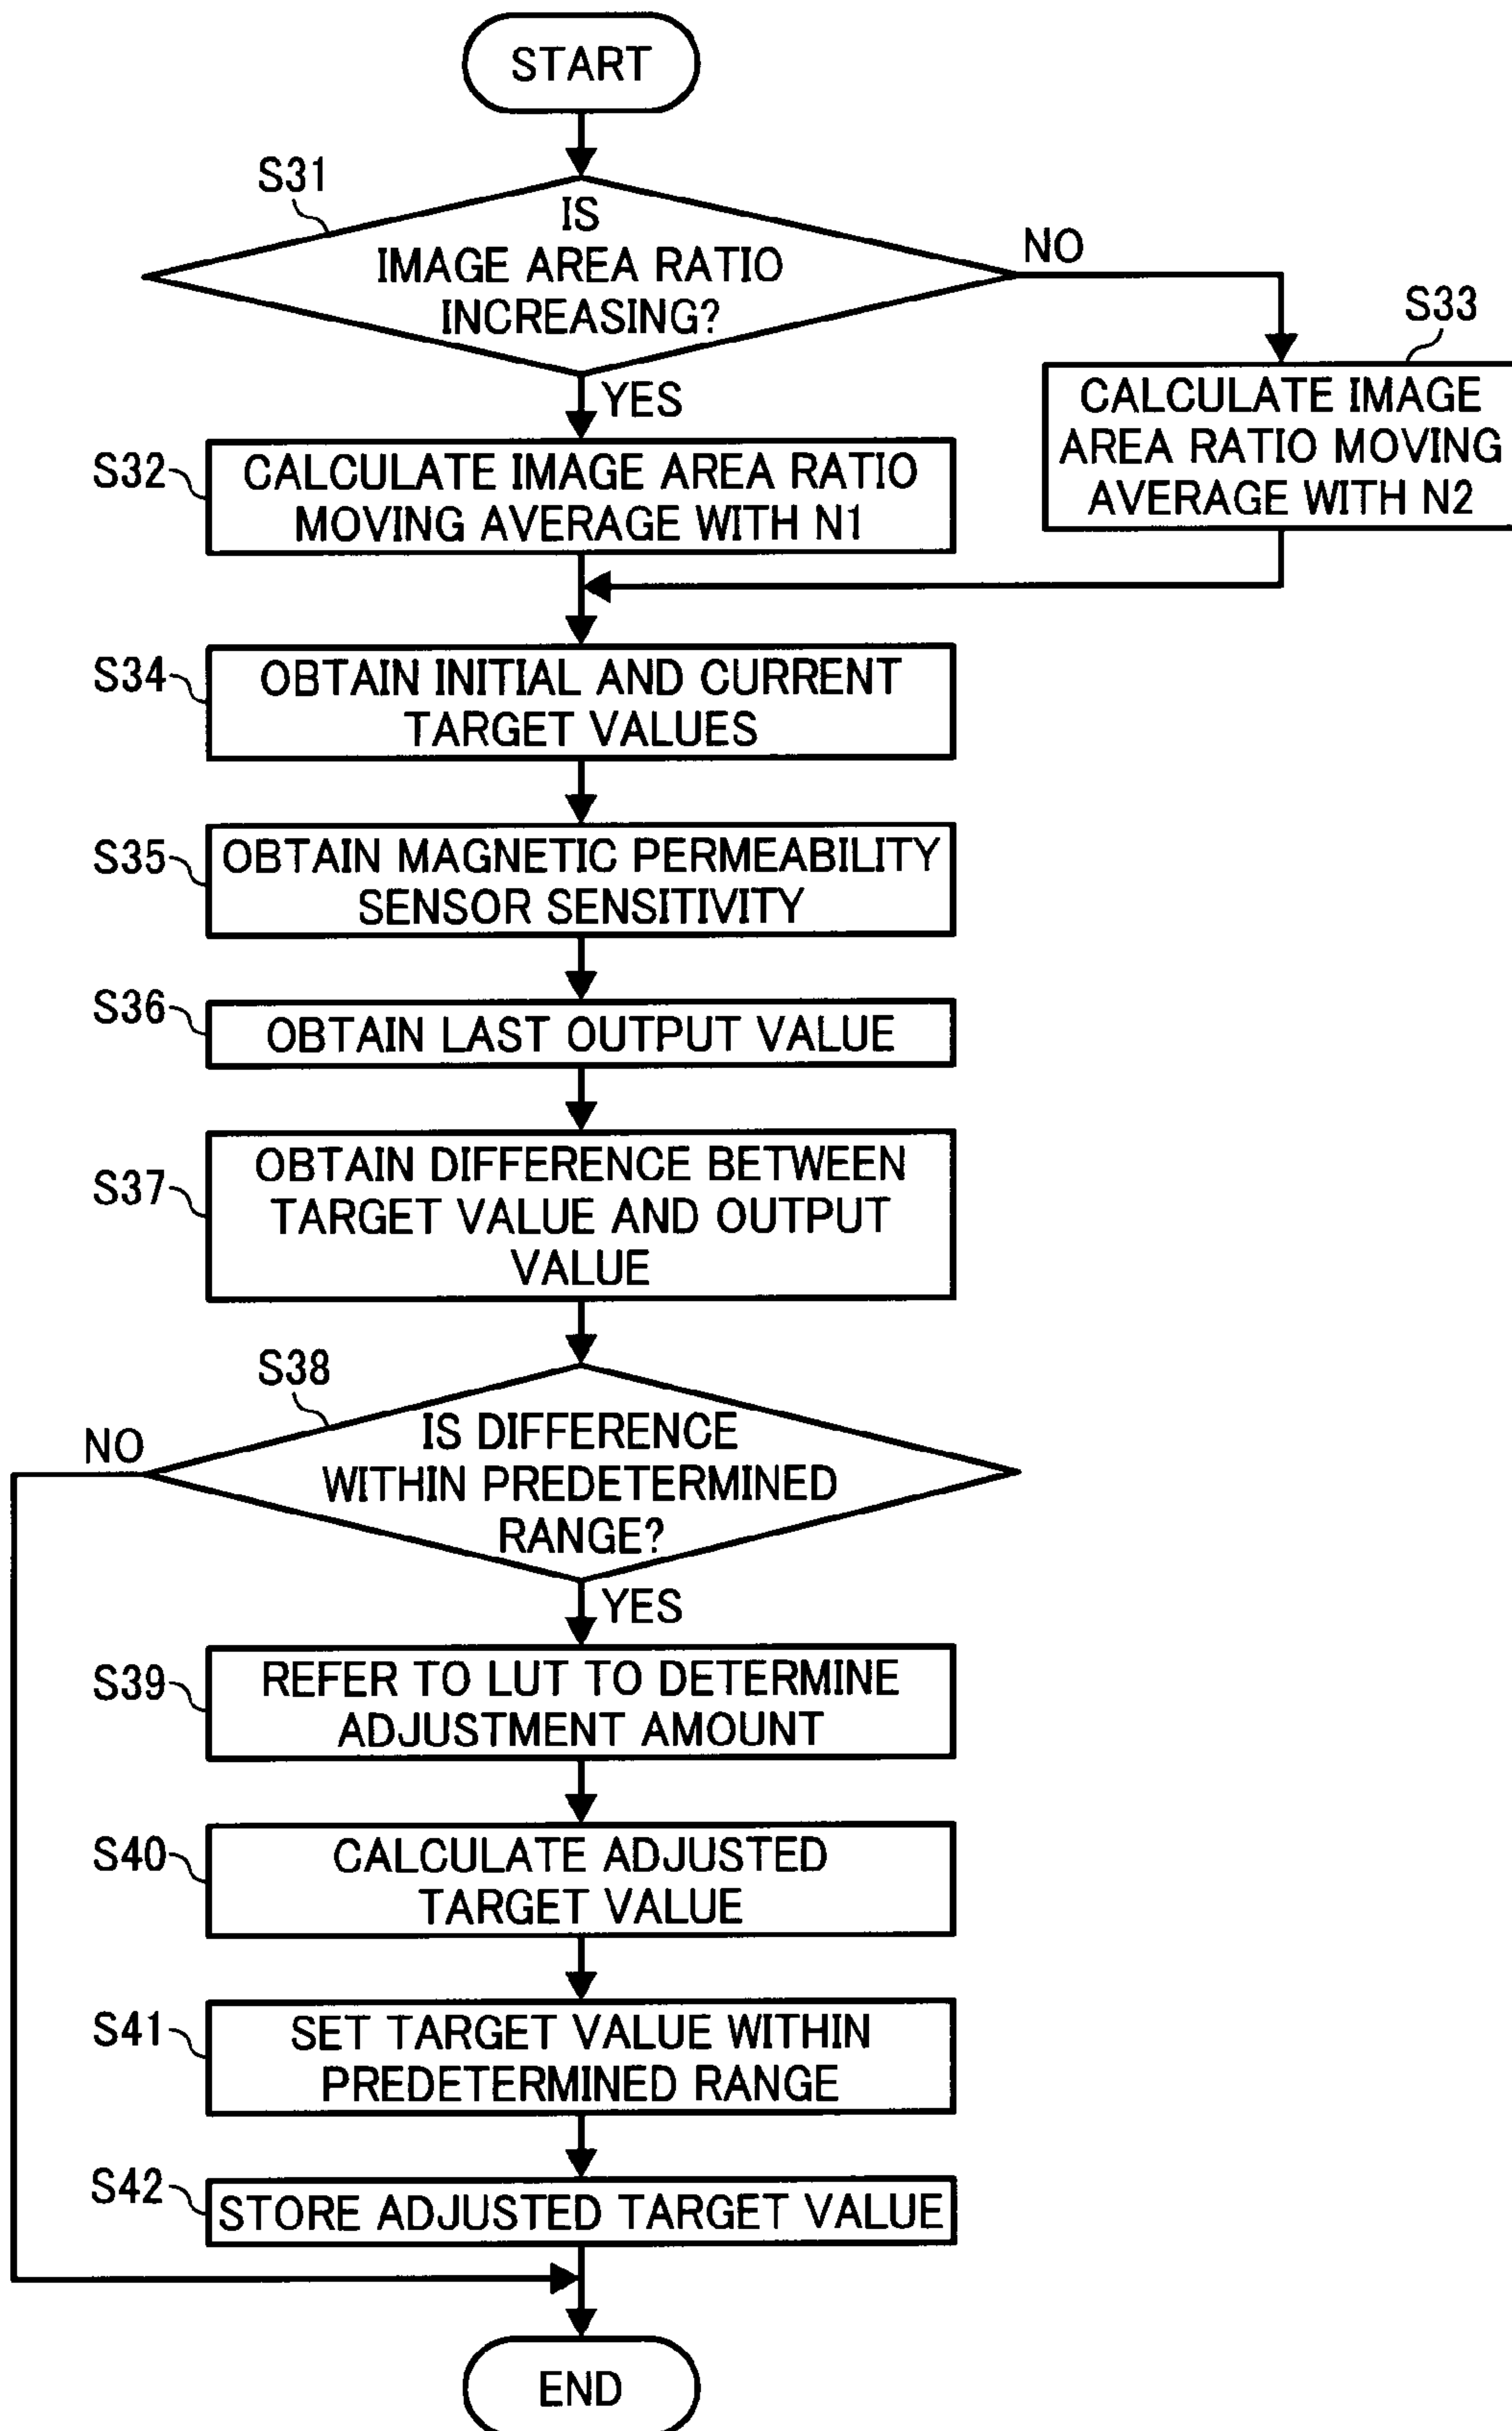 START
S31
IS
IMAGE AREA RATIO
INCREASING?
NO
YES
S33
CALCULATE IMAGE
AREA RATIO MOVING
AVERAGE WITH N2
S32
CALCULATE IMAGE AREA RATIO
MOVING AVERAGE WITH N1
S34
OBTAIN INITIAL AND CURRENT
TARGET VALUES
S35
OBTAIN MAGNETIC PERMEABILITY
SENSOR SENSITIVITY
S36
OBTAIN LAST OUTPUT VALUE
S37
OBTAIN DIFFERENCE BETWEEN
TARGET VALUE AND OUTPUT
VALUE
S38
IS DIFFERENCE
WITHIN PREDETERMINED
RANGE?
NO
YES
S39
REFER TO LUT TO DETERMINE
ADJUSTMENT AMOUNT
S40
CALCULATE ADJUSTED
TARGET VALUE
S41
SET TARGET VALUE WITHIN
PREDETERMINED RANGE
S42
STORE ADJUSTED TARGET VALUE
END